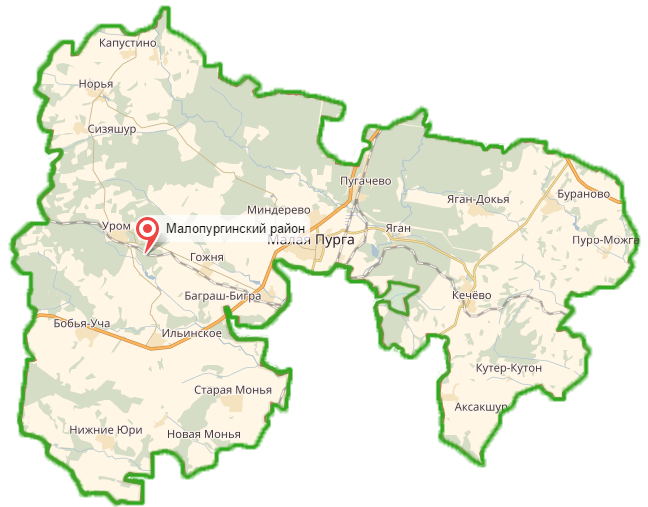 Капустино
Норья
Сизяшур
Пугачево
Бураново
Яган-Докья
Миндерево
Уром
Малопургинский район
Яган
Малая Пурга
Пуро-Можга
Гожня
Баграш-Бигра
Кечёво
Бобья-Уча
Ильинское
Кутер-Кутон
Старая Монья
Аксакшур
Нижние Юри
Новая Монья